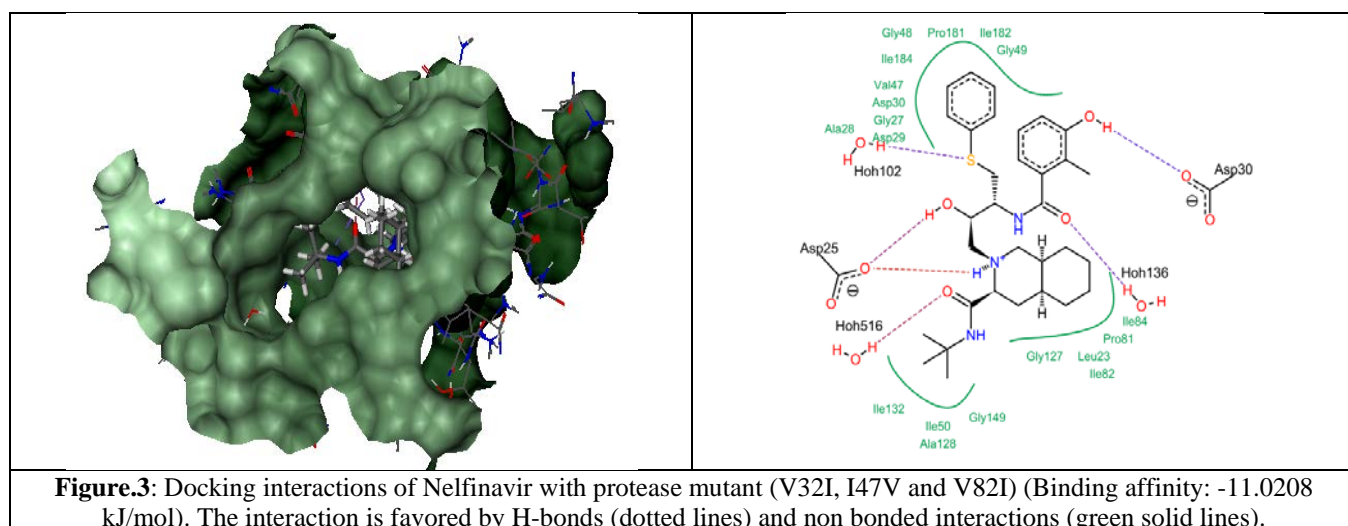 Gly48 Pro181 Ile182
Gly49
Ile184
Val47
Asp30
Gly27
Ala28 Asp29
O H
H O H
Hoh102
S
O
H
O
O
Asp30
⊖
H O
N
H
O
Asp25
O
O
⊖
H N+
H
H
Hoh136
H
O H
Hoh516
O
NH
H O H
Ile84
Pro81
Gly127 Leu23
Ile82
Ile132
Gly149
Ile50
Ala128
Figure.3: Docking interactions of Nelfinavir with protease mutant (V32I, I47V and V82I) (Binding affinity: -11.0208
kJ/mol). The interaction is favored by H-bonds (dotted lines) and non bonded interactions (green solid lines).